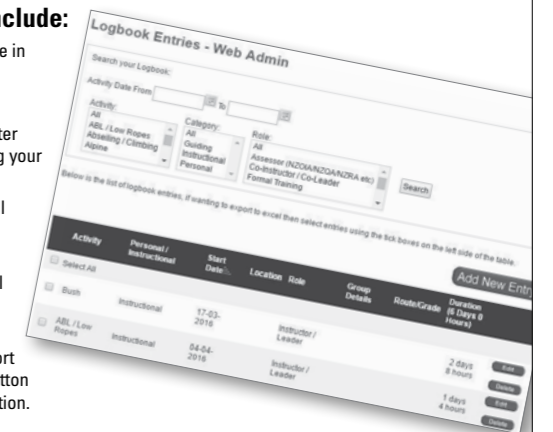 nclude:
e in
ter
g your
l
l
ort
tton
tion.
Logbook Entries - Web Admin
Search your Logbook:
Activity Date From To
Activity: Category: Role:
All All All
ABL / Low Ropes Guiding Assessor (NZOIA/NZQA/NZRA etc)
Abseiling / Climbing Instructional Co-Instructor / Co-Leader
Alpine Personal Formal Training
Search
Below is the list of logbook entries, if wanting to export to excel then select entries using the tick boxes on the left side of the table.
Add New Entry
Activity Personal / Instructional Start Date Location Role Group Details Route/Grade Duration (6 Days 0 Hours)
Select All
Bush Instructional 17-03-2016 Instructor / Leader 2 days 8 hours Edit Delete
ABL / Low Ropes Instructional 04-04-2016 Instructor / Leader 1 days 4 hours Edit Delete